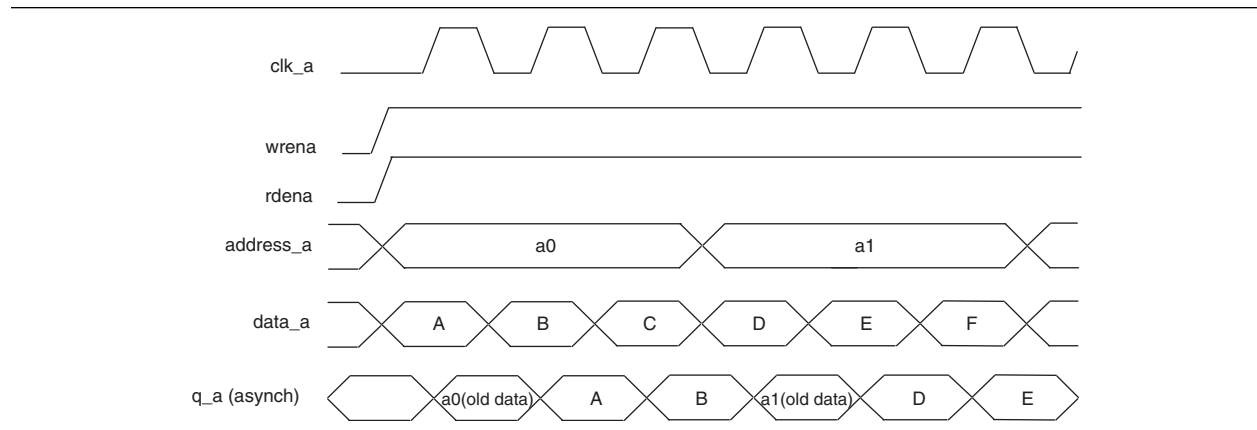 clk_a
wrena
rdena
address_a a0 a1
data_a A B C D E F
q_a (asynch) a0(old data) A B a1(old data) D E